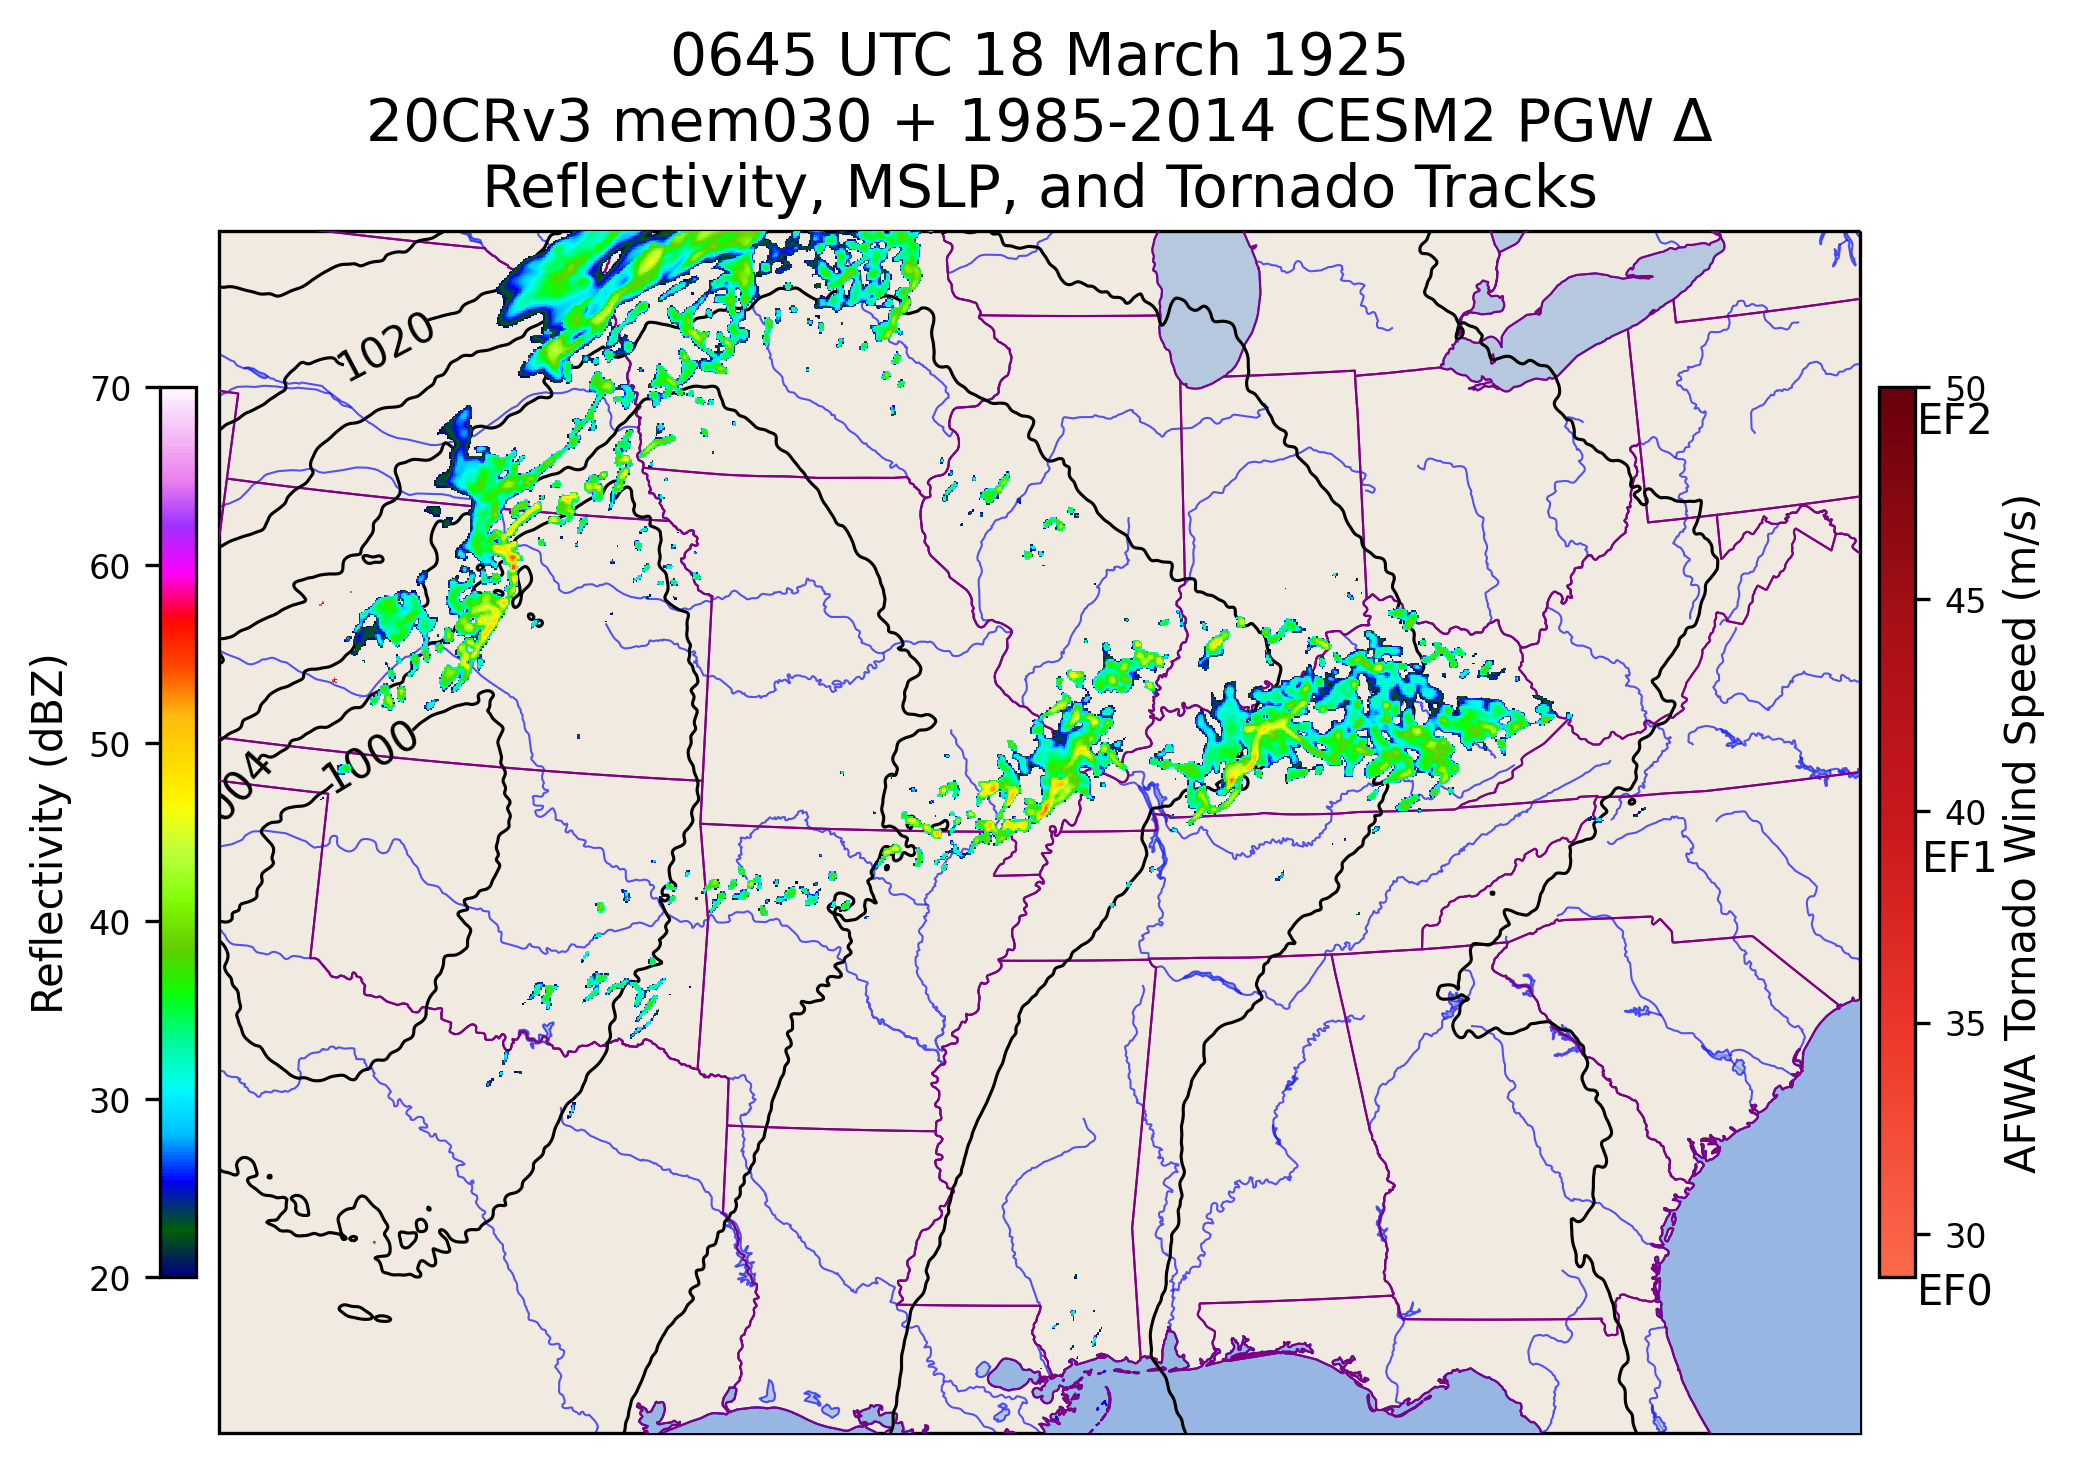 0645 UTC 18 March 1925
20CRv3 mem030 + 1985-2014 CESM2 PGW Δ
Reflectivity, MSLP, and Tornado Tracks
Reflectivity (dBZ)
70
60
50
40
30
20
1020
1000
004
50
EF2
45
40
EF1
35
30
EF0
AFWA Tornado Wind Speed (m/s)